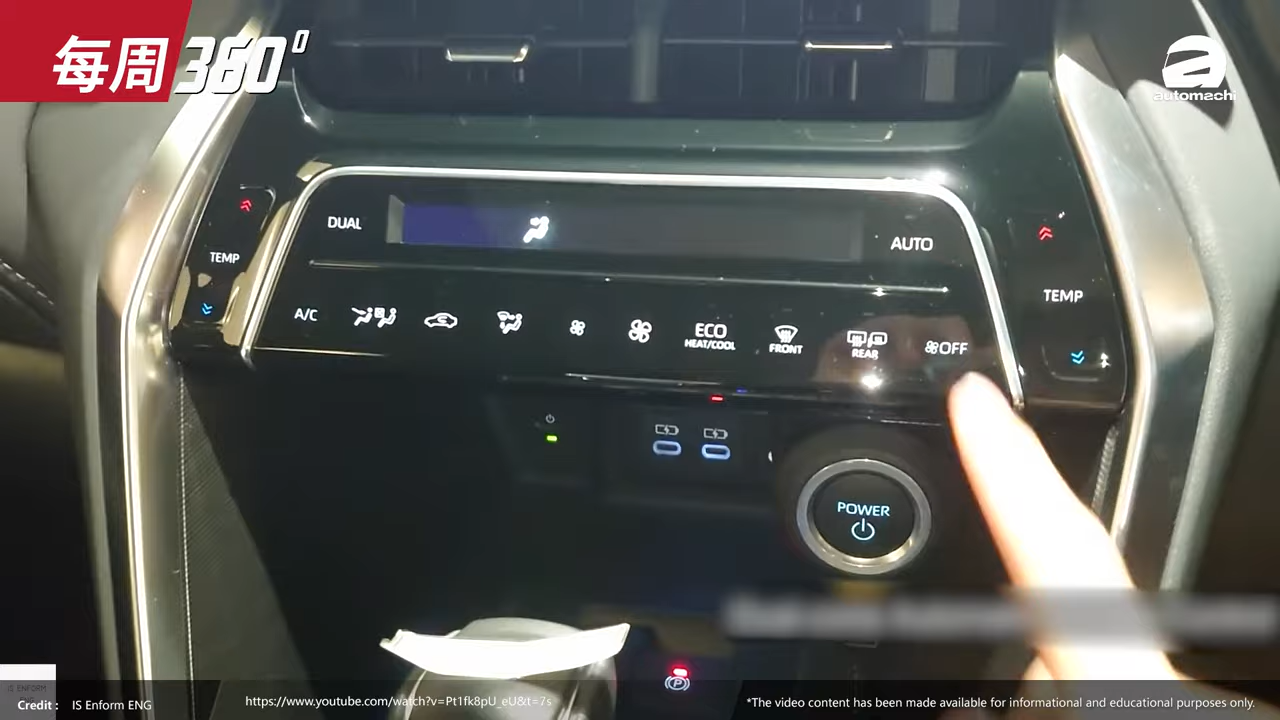 每周360°
automachi
DUAL
AUTO
TEMP
TEMP
A/C
ECO
HEAT/COOL
FRONT
REAR
OFF
POWER
P
Credit : IS Enform ENG
https://www.youtube.com/watch?v=Pt1fk8pU_eU&t=7s
*The video content has been made available for informational and educational purposes only.